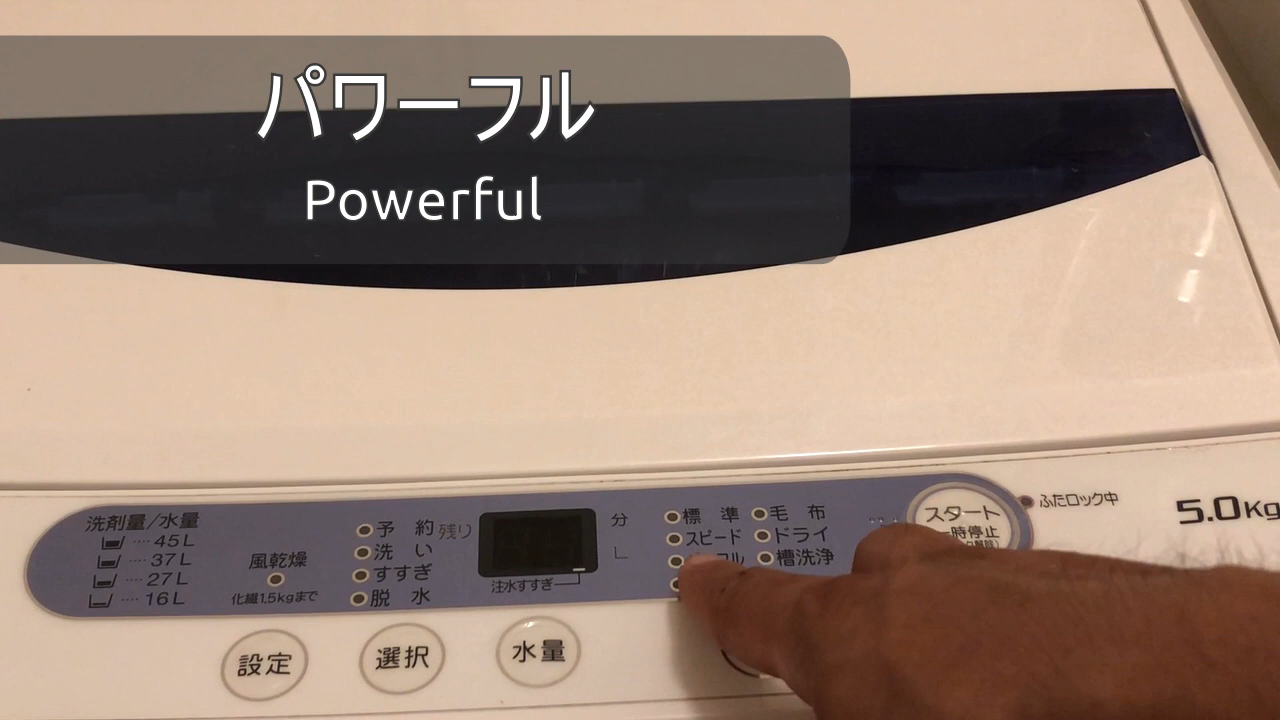 パワーフル
Powerful
洗剤量/水量
45L
37L
27L
16L
風乾燥
化繊1.5kgまで
予 約
洗 い
すすぎ
脱 水
残り
分
L
注水すすぎ
標 準
スピード
フル
毛 布
ドライ
槽洗浄
スタート
一時停止
ふたロック中
5.0Kg
設定
選択
水量